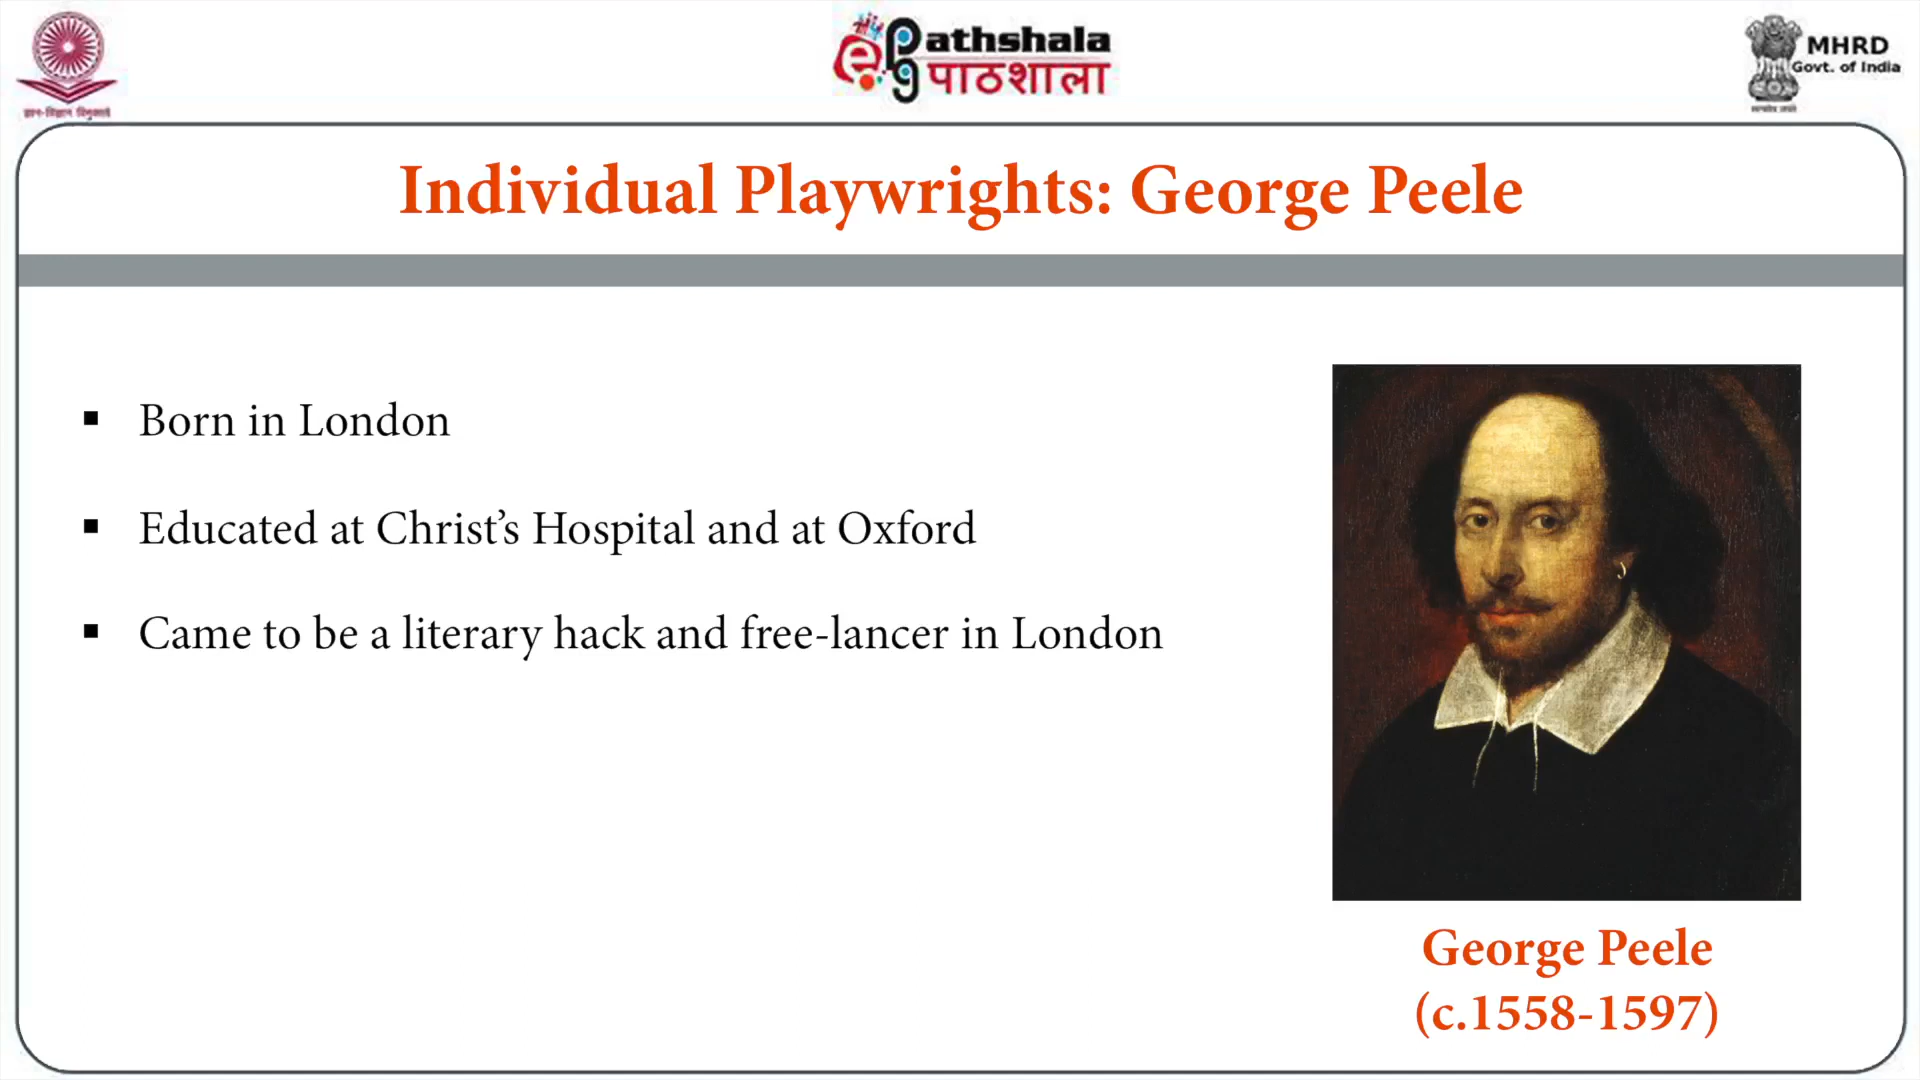 athshala
पाठशाला
MHRD
Govt. of India
Individual Playwrights: George Peele
▪ Born in London
▪ Educated at Christ’s Hospital and at Oxford
▪ Came to be a literary hack and free-lancer in London
George Peele
(c.1558-1597)